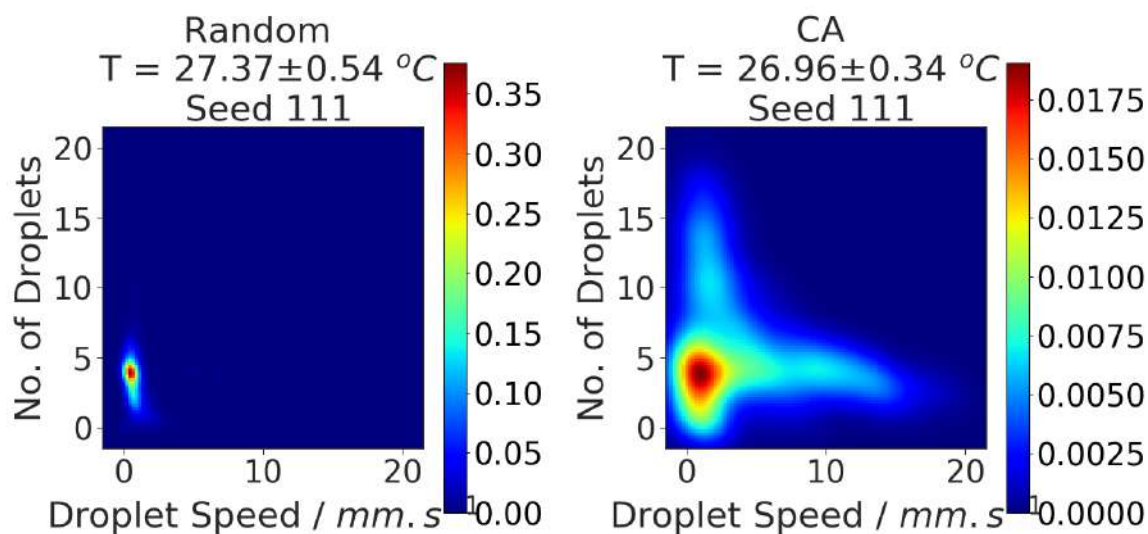 Random
T = 27.37±0.54 °C
Seed 111
No. of Droplets
20
15
10
5
0
0 10 20
Droplet Speed / mm.s 1
0.35
0.30
0.25
0.20
0.15
0.10
0.05
0.00
CA
T = 26.96±0.34 °C
Seed 111
No. of Droplets
20
15
10
5
0
0 10 20
Droplet Speed / mm.s 1
0.0175
0.0150
0.0125
0.0100
0.0075
0.0050
0.0025
0.0000